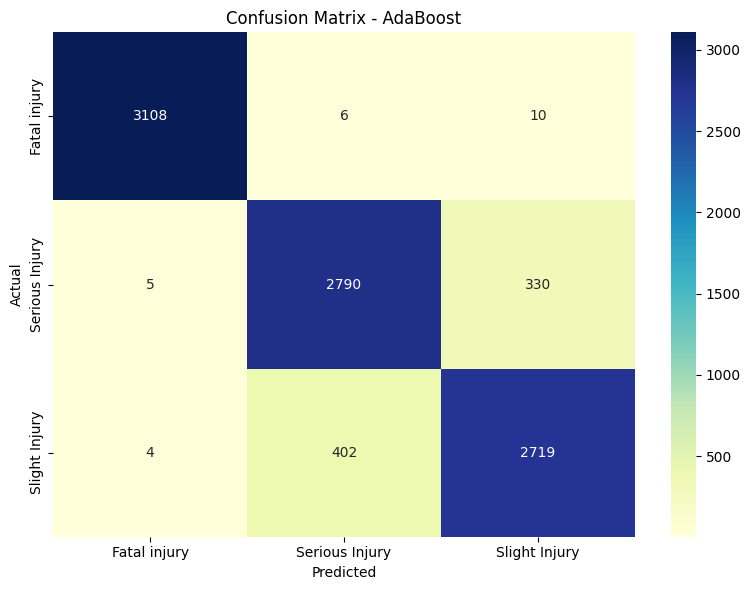 Confusion Matrix - AdaBoost
Actual
Fatal injury
3108 6 10
Serious Injury
5 2790 330
Slight Injury
4 402 2719
Fatal injury Serious Injury Slight Injury
Predicted
3000
2500
2000
1500
1000
500